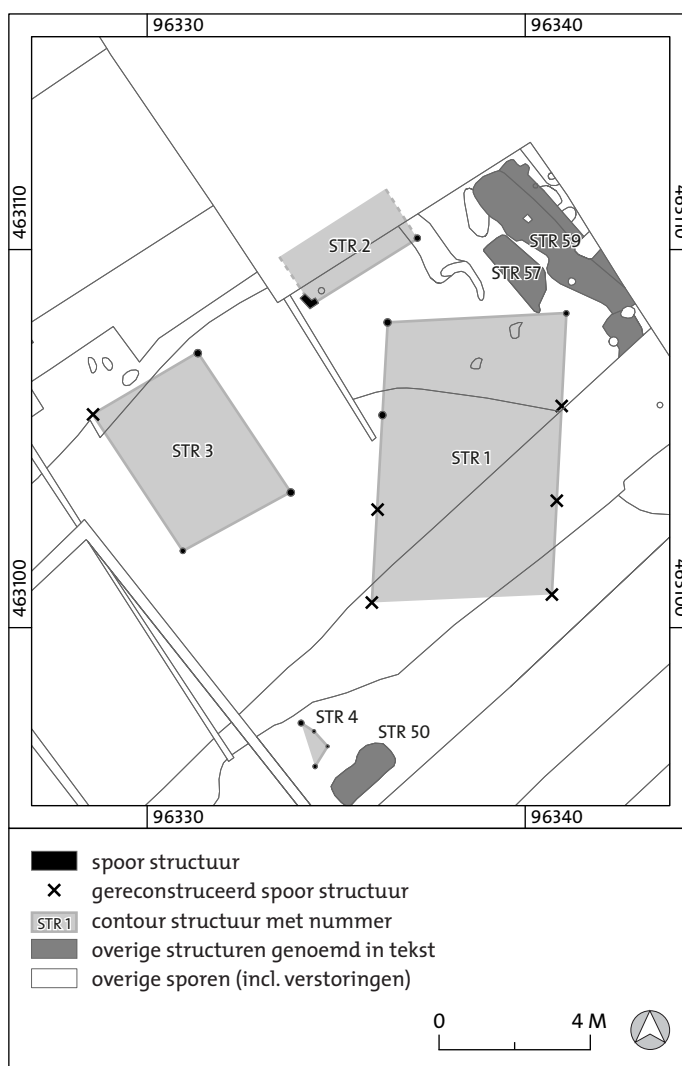 96330 96340
463110 463110
STR 2
STR 59
STR 57
STR 3
STR 1
463100 463100
STR 4
STR 50
96330 96340
spoor structuur
gereconstrueerd spoor structuur
STR 1 contour structuur met nummer
overige structuren genoemd in tekst
overige sporen (incl. verstoringen)
0 4 M